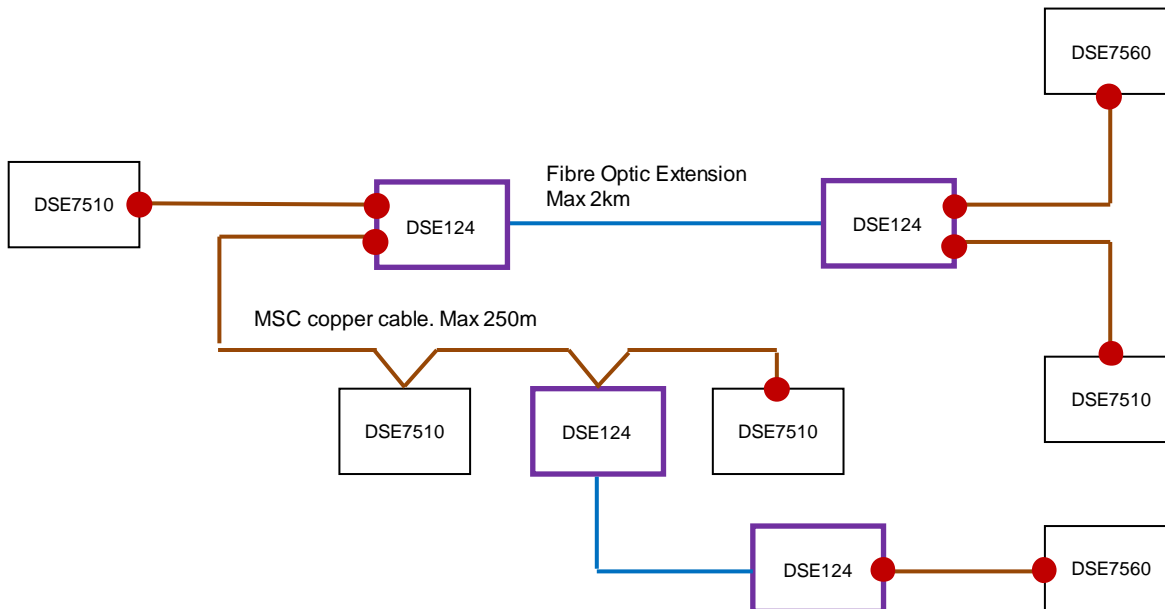 DSE7560
Fibre Optic Extension
Max 2km
DSE7510
DSE124
DSE124
MSC copper cable. Max 250m
DSE7510
DSE7510
DSE124
DSE7510
DSE124
DSE7560